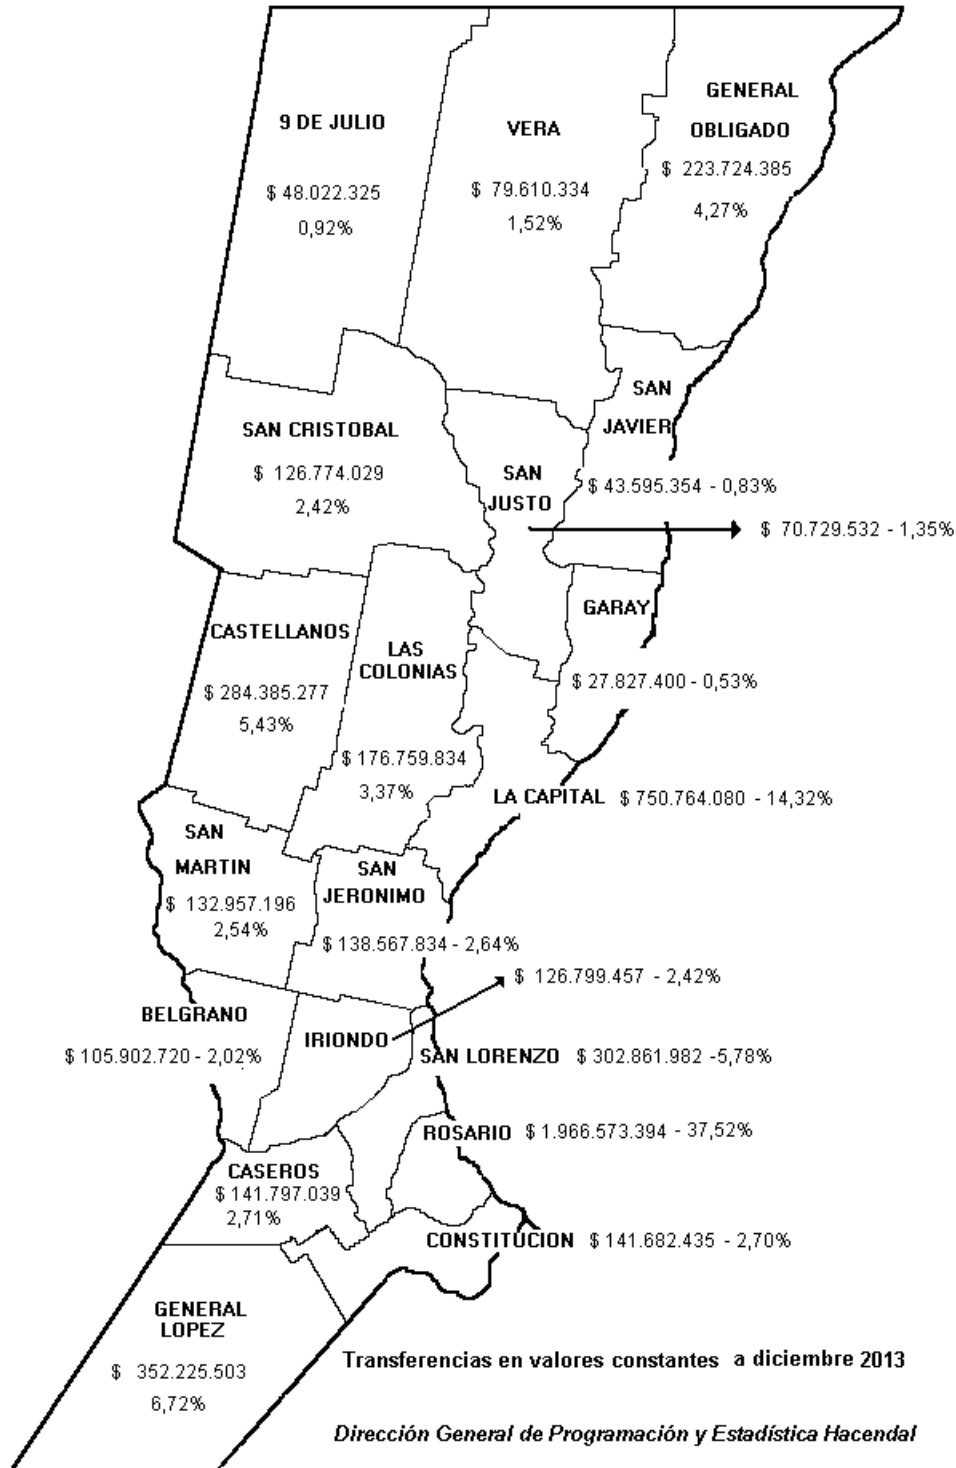 9 DE JULIO
$ 48.022.325
0,92%
VERA
$ 79.610.334
1,52%
GENERAL
OBLIGADO
$ 223.724.385
4,27%
SAN CRISTOBAL
$ 126.774.029
2,42%
SAN
JUSTO
$ 70.729.532 - 1,35%
SAN
JAVIER
$ 43.595.354 - 0,83%
CASTELLANOS
$ 284.385.277
5,43%
LAS
COLONIAS
$ 176.759.834
3,37%
GARAY
$ 27.827.400 - 0,53%
LA CAPITAL $ 750.764.080 - 14,32%
SAN
MARTIN
$ 132.957.196
2,54%
SAN
JERONIMO
$ 138.567.834 - 2,64%
$ 126.799.457 - 2,42%
BELGRANO
$ 105.902.720 - 2,02%
IRIONDO
SAN LORENZO $ 302.861.982 -5,78%
ROSARIO $ 1.966.573.394 - 37,52%
CASEROS
$ 141.797.039
2,71%
CONSTITUCION $ 141.682.435 - 2,70%
GENERAL
LOPEZ
$ 352.225.503
6,72%
Transferencias en valores constantes a diciembre 2013
Dirección General de Programación y Estadística Hacendal